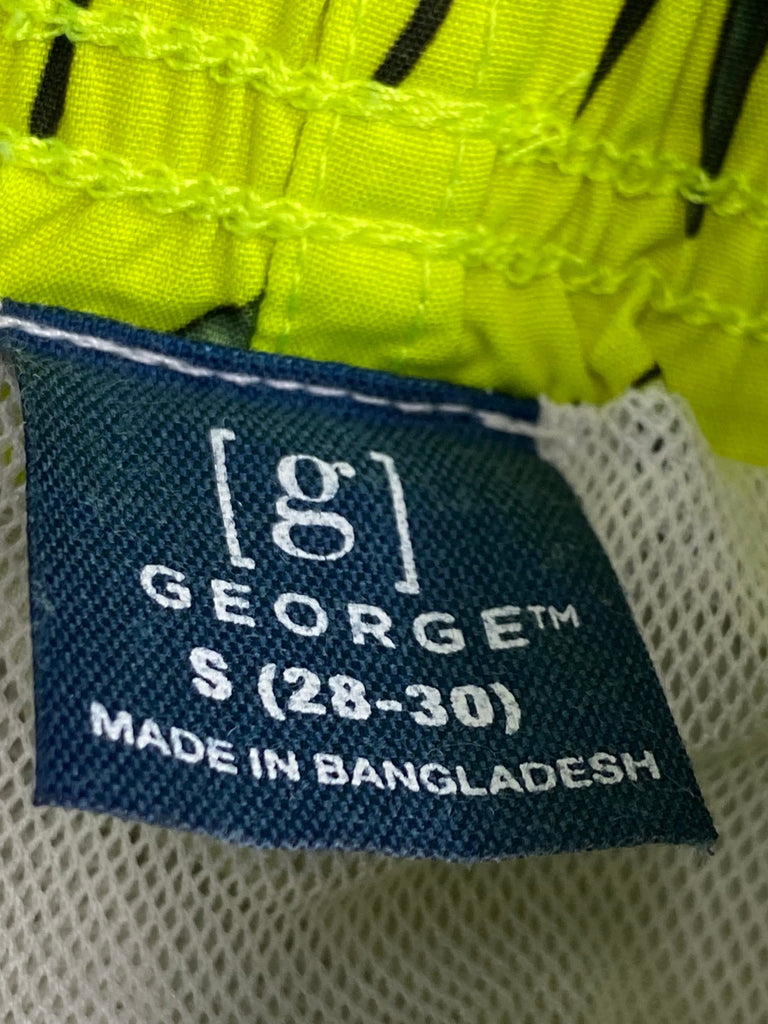 [g]
GEORGE™
S (28-30)
MADE IN BANGLADESH